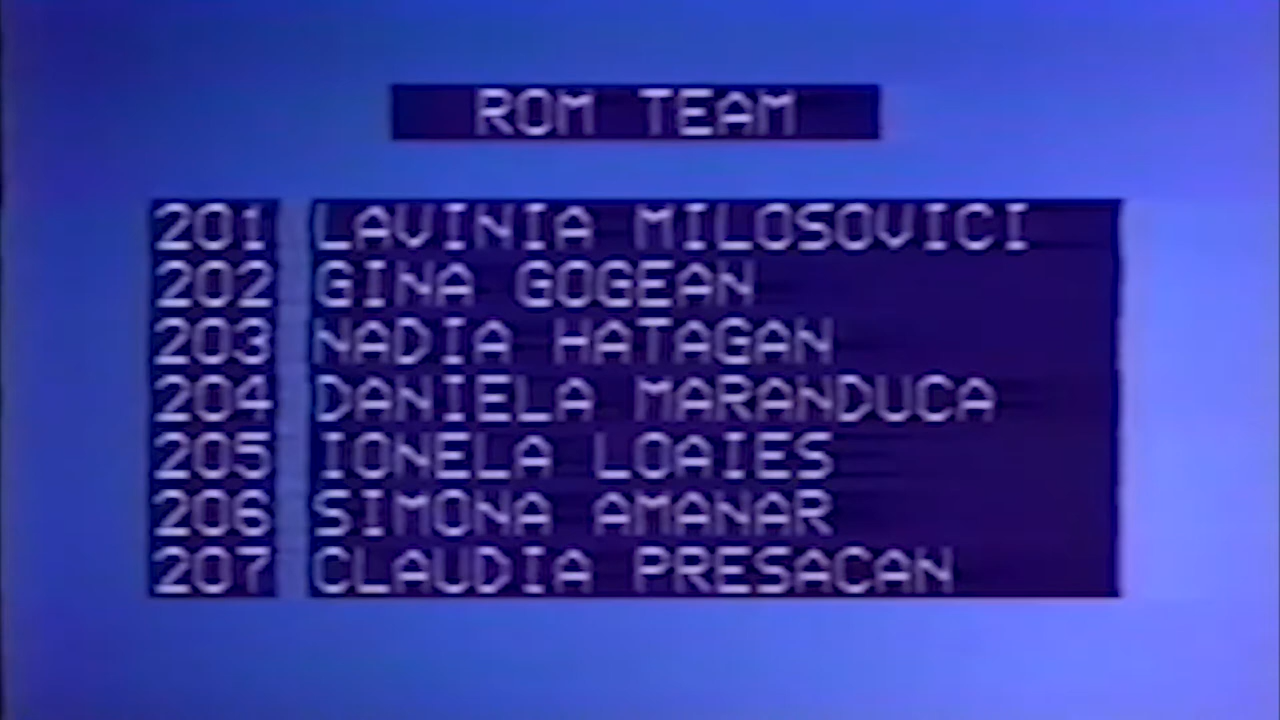 ROM TEAM
201 LAVINIA MILOSOVICI
202 GINA GOGEAN
203 NADIA HATAGAN
204 DANIELA MARANDUCA
205 IONELA LOAIES
206 SIMONA AMANAR
207 CLAUDIA PRESACAN